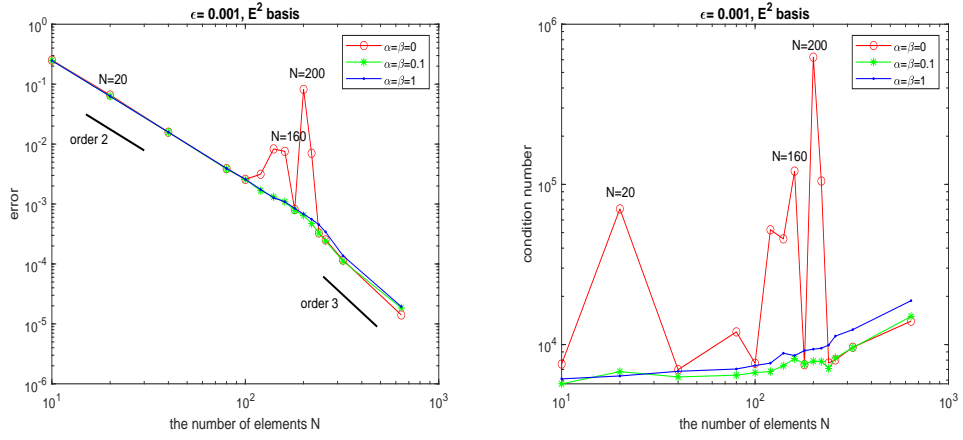 ϵ= 0.001, E² basis
10⁰
10⁻¹
10⁻²
10⁻³
10⁻⁴
10⁻⁵
10⁻⁶
error
N=20
N=200
N=160
order 2
order 3
α=β=0
α=β=0.1
α=β=1
10¹
10²
10³
the number of elements N
ϵ= 0.001, E² basis
10⁶
10⁵
10⁴
condition number
N=200
N=160
N=20
α=β=0
α=β=0.1
α=β=1
10¹
10²
10³
the number of elements N